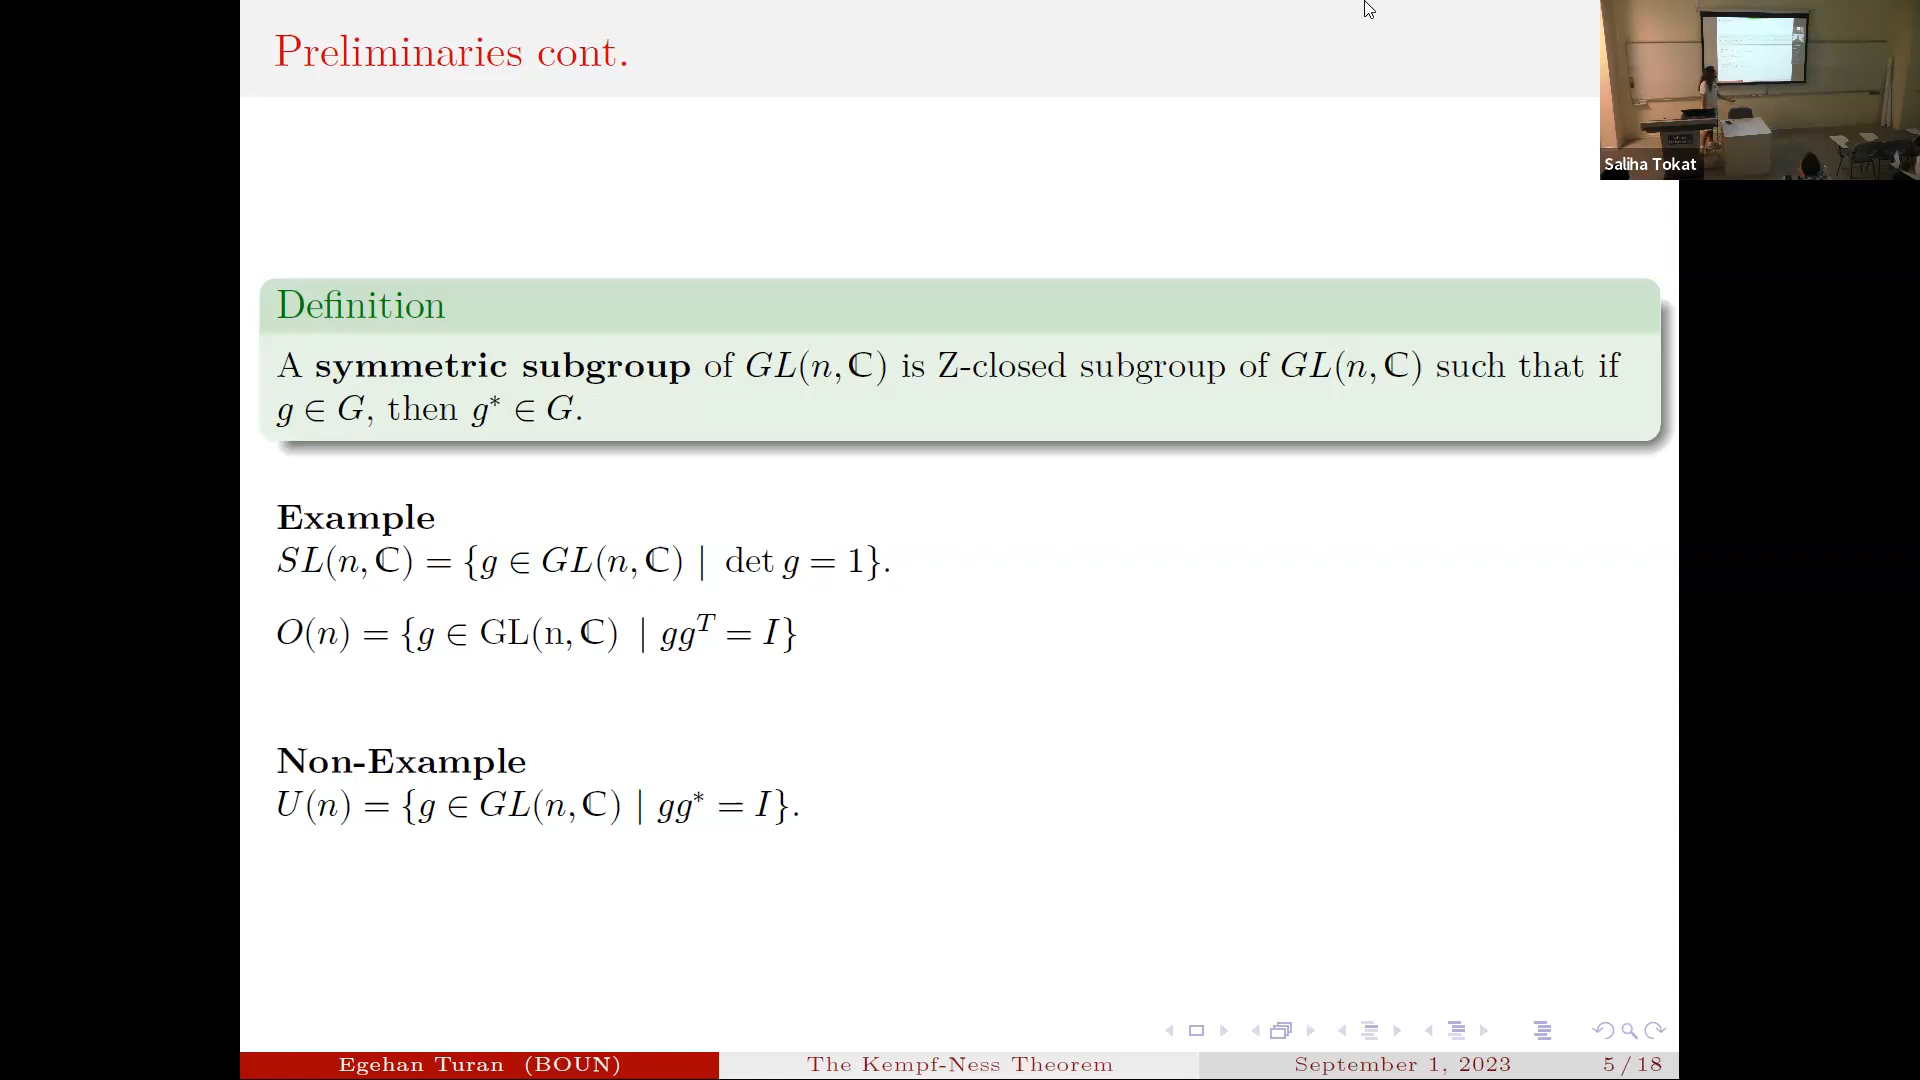 Preliminaries cont.
Saliha Tokat
Definition
A symmetric subgroup of GL(n, ℂ) is Z-closed subgroup of GL(n, ℂ) such that if
g ∈ G, then g* ∈ G.
Example
SL(n, ℂ) = {g ∈ GL(n, ℂ) | det g = 1}.
O(n) = {g ∈ GL(n, ℂ) | gg^T = I}
Non-Example
U(n) = {g ∈ GL(n, ℂ) | gg* = I}.
Egehan Turan (BOUN)
The Kempf-Ness Theorem
September 1, 2023
5 / 18